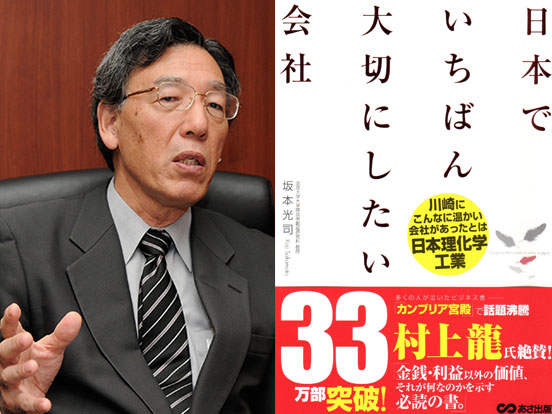 日本で
いちばん
大切にしたい
会社
坂本光司
Koji Sakamoto
川崎に
こんなに温かい
会社があったとは
日本理化学
工業
多くの人が泣いたビジネス書
「カンブリア宮殿」で話題沸騰
33
万部突破!
村上龍氏絶賛!
金銭・利益以外の価値、
それが何なのかを示す
必読の書。
あさ出版